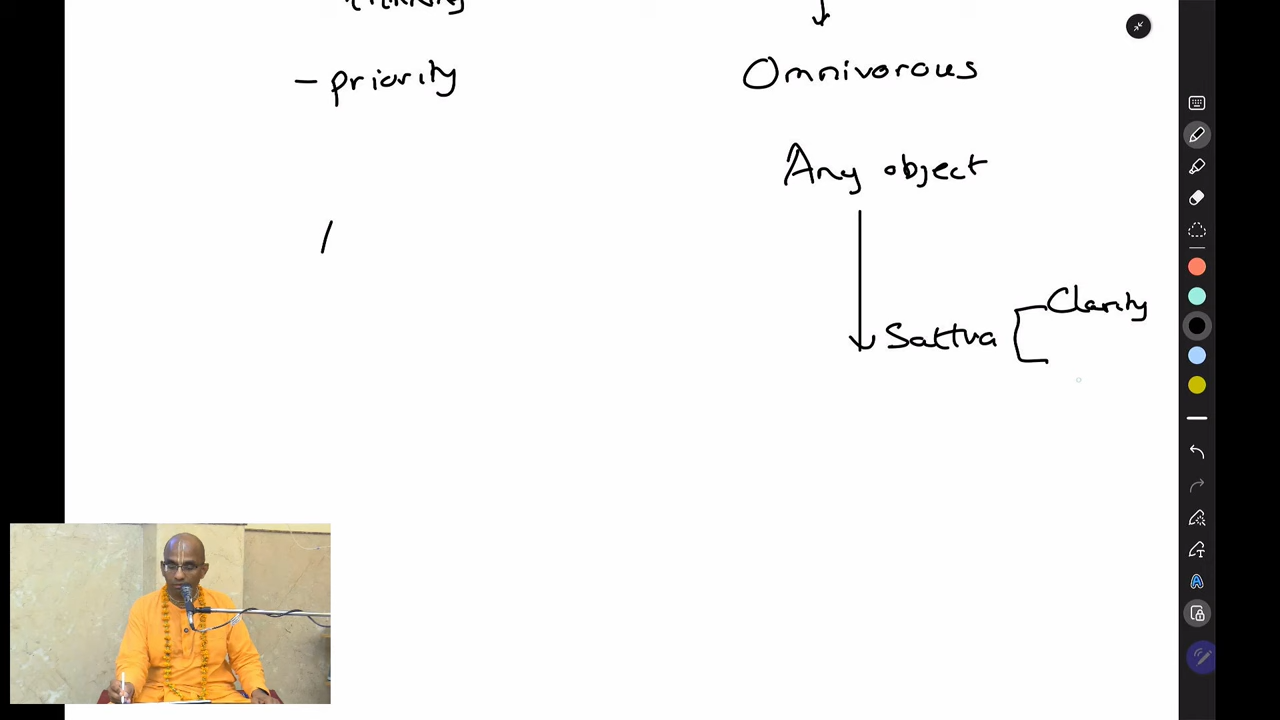 - priority
Omnivorous
Any object
Sattva
Clarity